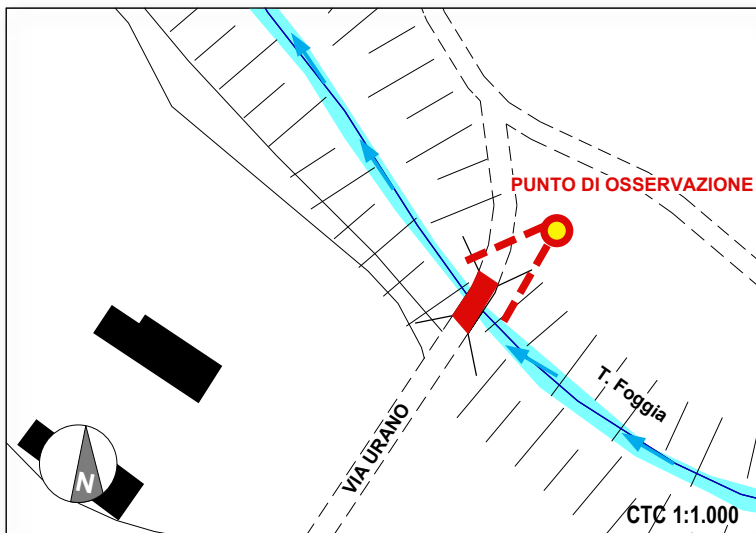 PUNTO DI OSSERVAZIONE
T. Foggia
VIA URANO
N
CTC 1:1.000